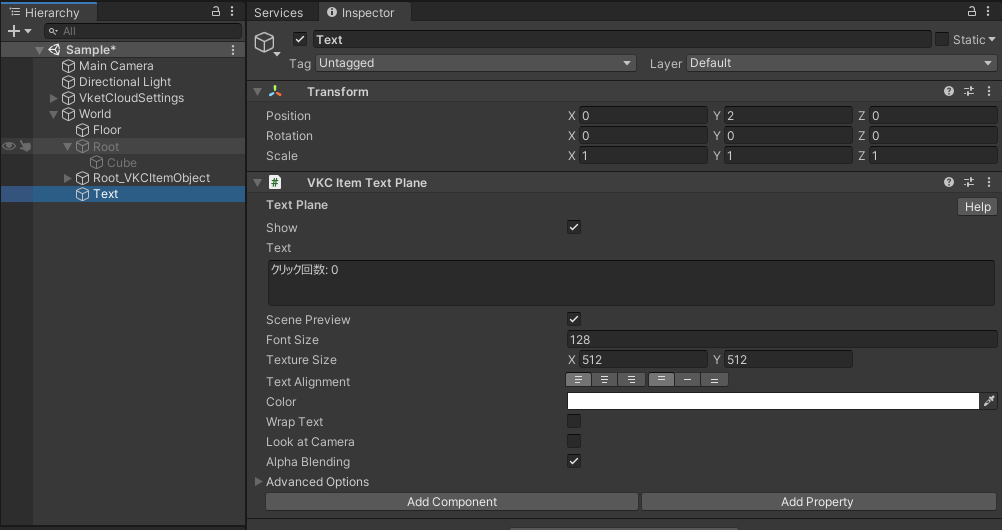 Hierarchy
All
Sample*
Main Camera
Directional Light
VketCloudSettings
World
Floor
Root
Cube
Root_VKCItemObject
Text
Services
Inspector
Text
Static
Tag Untagged
Layer Default
Transform
Position X 0 Y 2 Z 0
Rotation X 0 Y 0 Z 0
Scale X 1 Y 1 Z 1
# VKC Item Text Plane
Text Plane
Help
Show
Text
クリック回数: 0
Scene Preview
Font Size 128
Texture Size X 512 Y 512
Text Alignment
Color
Wrap Text
Look at Camera
Alpha Blending
Advanced Options
Add Component
Add Property